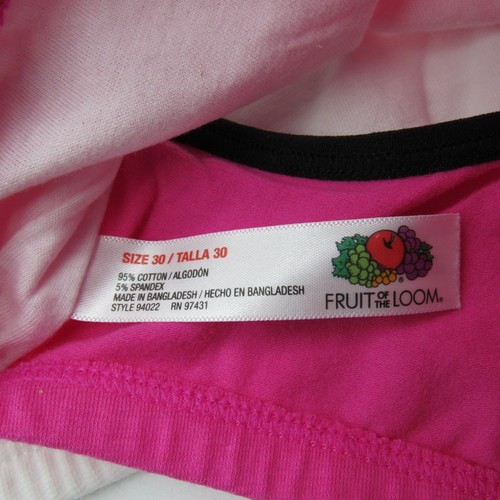 SIZE 30 / TALLA 30
95% COTTON / ALGODÓN
5% SPANDEX
MADE IN BANGLADESH / HECHO EN BANGLADESH
STYLE 94022 RN 97431
FRUIT OF THE LOOM®